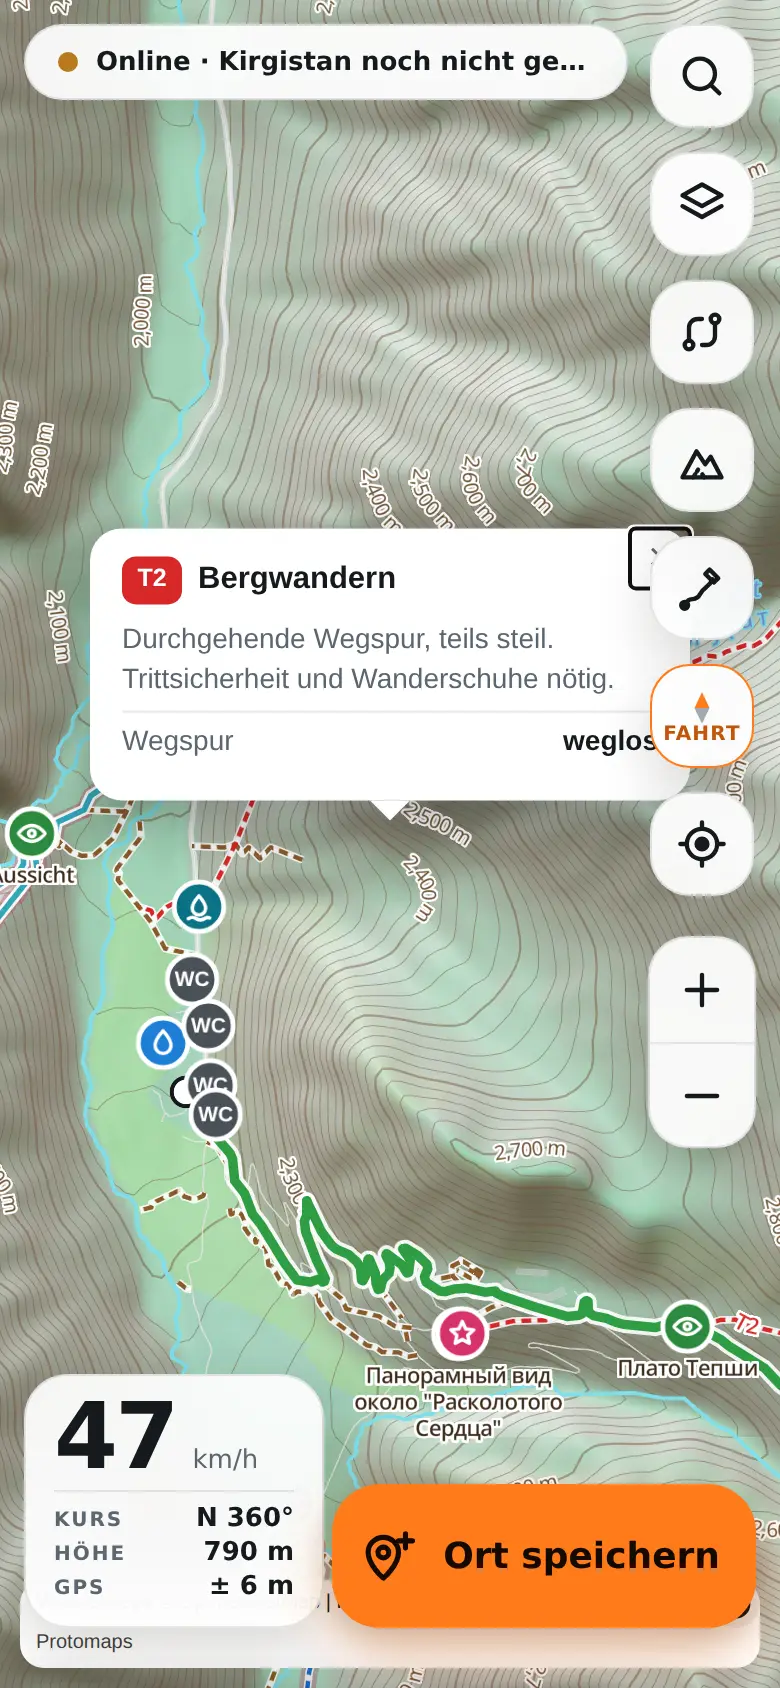 Online · Kirgistan noch nicht ge…
2,000 m
2,300 m
2,200 m
2,400 m
2,500 m
2,600 m
2,700 m
2,100 m
T2 Bergwandern
Durchgehende Wegspur, teils steil.
Trittsicherheit und Wanderschuhe nötig.
Wegspur weglos
FAHRT
2,500 m
Aussicht
2,400 m
WC
WC
WC
WC
2,700 m
T2
Плато Тепши
Панорамный вид
около "Расколотого
Сердца"
47 km/h
KURS N 360°
HÖHE 790 m
GPS ± 6 m
Ort speichern
Protomaps